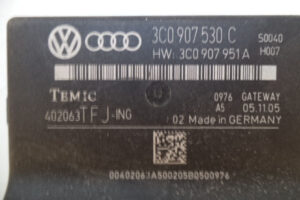 3C0 907 530 C S0040
HW: 3C0 907 951A H007
TEMIC 0976 GATEWAY
A5 05.11.05
402063TFJ-ING 02 Made in GERMANY
00402063A500205B0500976